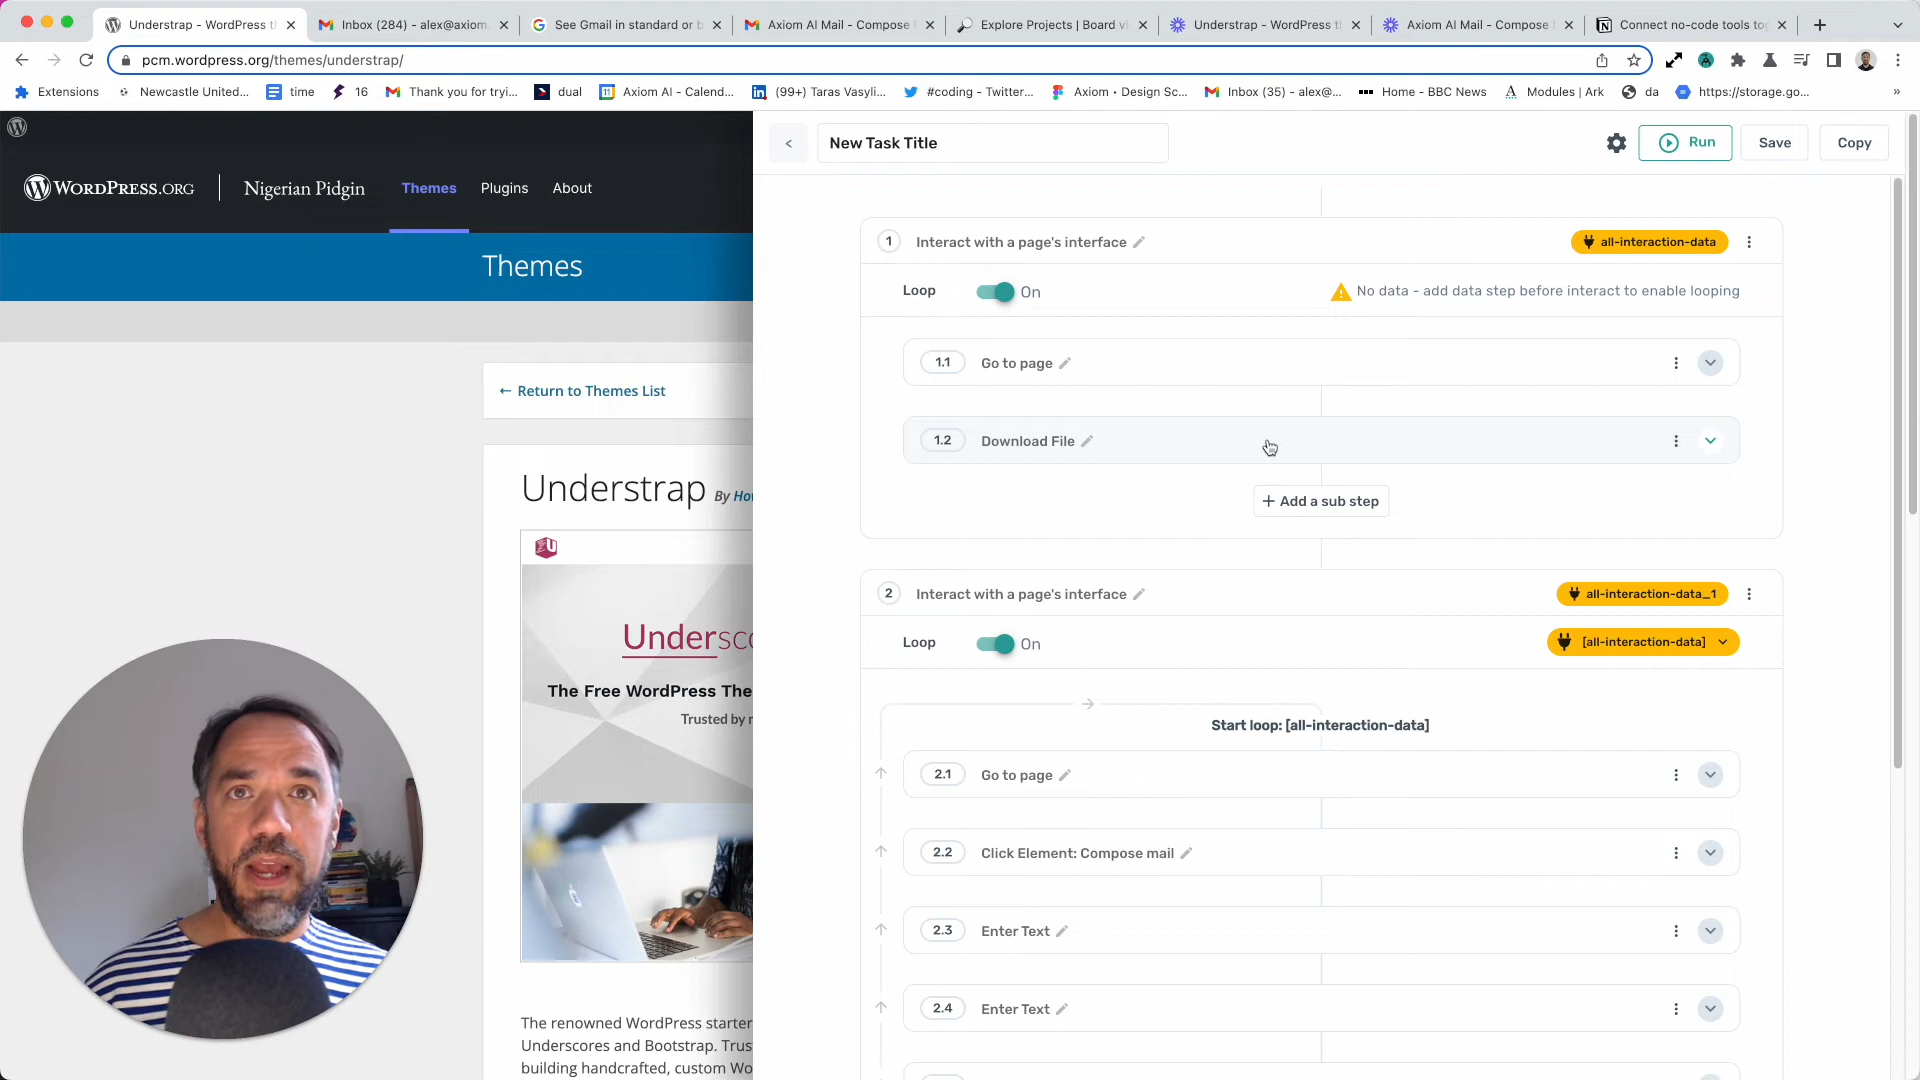 Understrap - WordPress th
Inbox (284) - alex@axiom.
See Gmail in standard or b
Axiom AI Mail - Compose
Explore Projects | Board vi
Understrap - WordPress t
Axiom AI Mail - Compose
Connect no-code tools tog
pcm.wordpress.org/themes/understrap/
Extensions
Newcastle United...
time
16
Thank you for tryi...
dual
Axiom AI - Calend...
(99+) Taras Vasyli...
#coding - Twitter...
Axiom • Design Sc...
Inbox (35) - alex@...
Home - BBC News
Modules | Ark
da
https://storage.go...
»
WORDPRESS.ORG
Nigerian Pidgin
Themes
Plugins
About
Themes
← Return to Themes List
Understrap By Ho
U
Undersc
The Free WordPress The
Trusted by
The renowned WordPress starter
Underscores and Bootstrap. Trus
building handcrafted, custom Wo
<
New Task Title
Run
Save
Copy
1
Interact with a page's interface
all-interaction-data
Loop
On
No data - add data step before interact to enable looping
1.1
Go to page
1.2
Download File
+ Add a sub step
2
Interact with a page's interface
all-interaction-data_1
Loop
On
[all-interaction-data]
Start loop: [all-interaction-data]
2.1
Go to page
2.2
Click Element: Compose mail
2.3
Enter Text
2.4
Enter Text